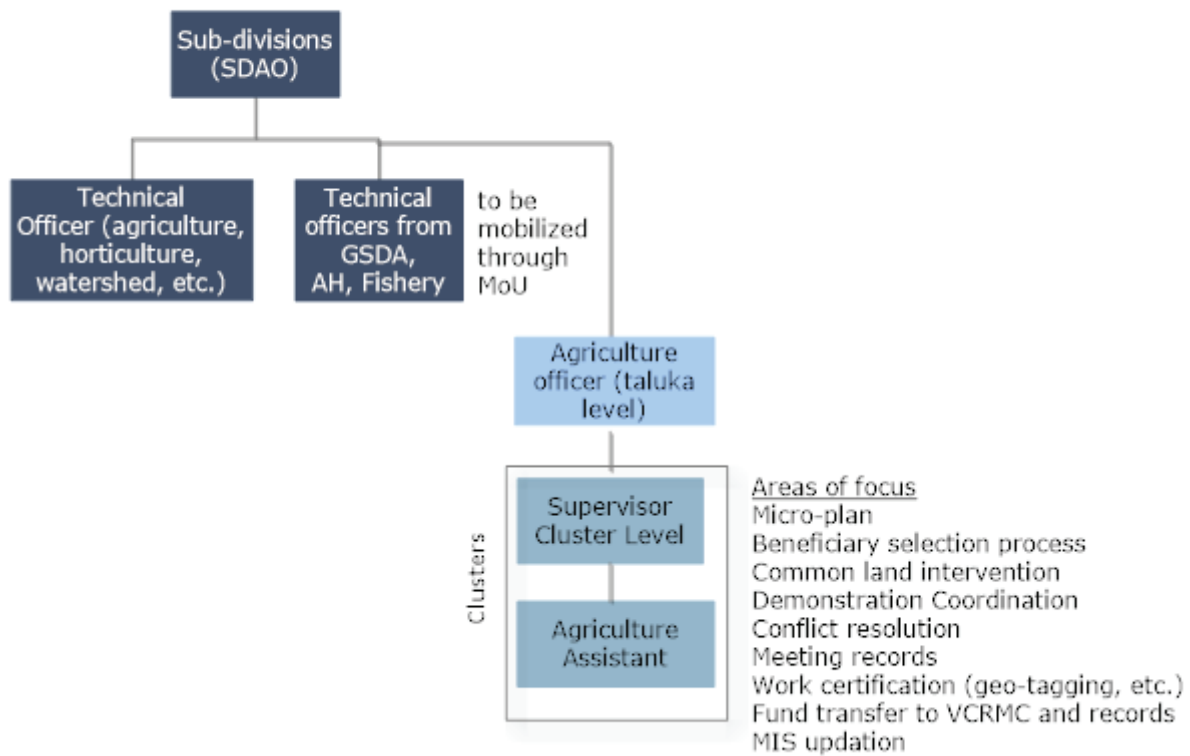 Sub-divisions
(SDAO)
Technical
Officer (agriculture,
horticulture,
watershed, etc.)
Technical
officers from
GSDA,
AH, Fishery
to be
mobilized
through
MoU
Agriculture
officer (taluka
level)
Clusters
Supervisor
Cluster Level
Agriculture
Assistant
Areas of focus
Micro-plan
Beneficiary selection process
Common land intervention
Demonstration Coordination
Conflict resolution
Meeting records
Work certification (geo-tagging, etc.)
Fund transfer to VCRMC and records
MIS updation